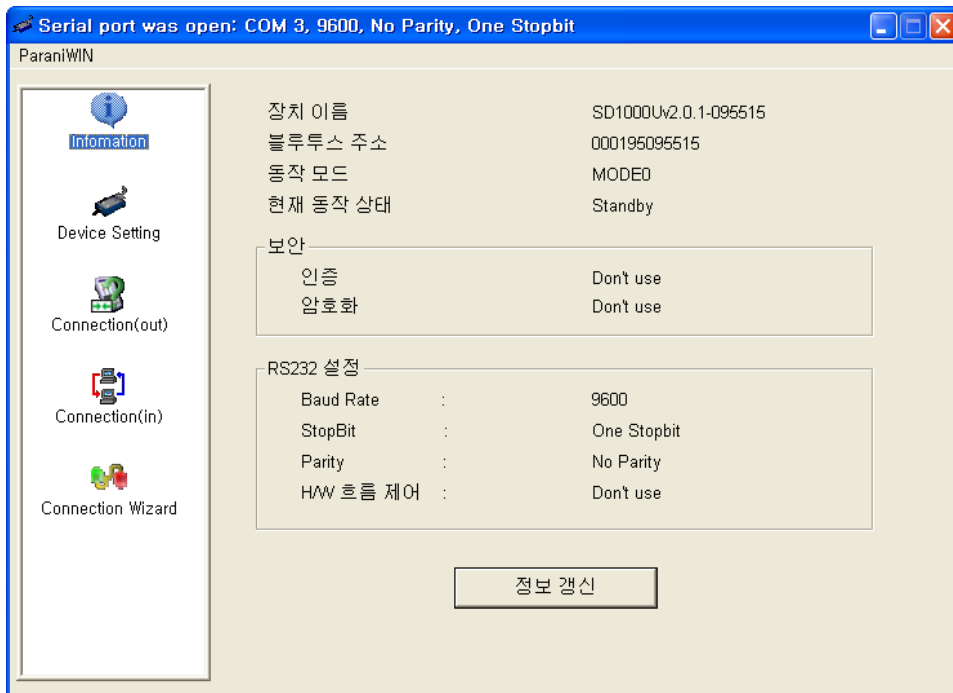 Serial port was open: COM 3, 9600, No Parity, One Stopbit
ParaniWIN
Infomation
Device Setting
Connection(out)
Connection(in)
Connection Wizard
장치 이름 SD1000Uv2.0.1-095515
블루투스 주소 000195095515
동작 모드 MODE0
현재 동작 상태 Standby
보안
인증 Don't use
암호화 Don't use
RS232 설정
Baud Rate : 9600
StopBit : One Stopbit
Parity : No Parity
H/W 흐름 제어 : Don't use
정보 갱신